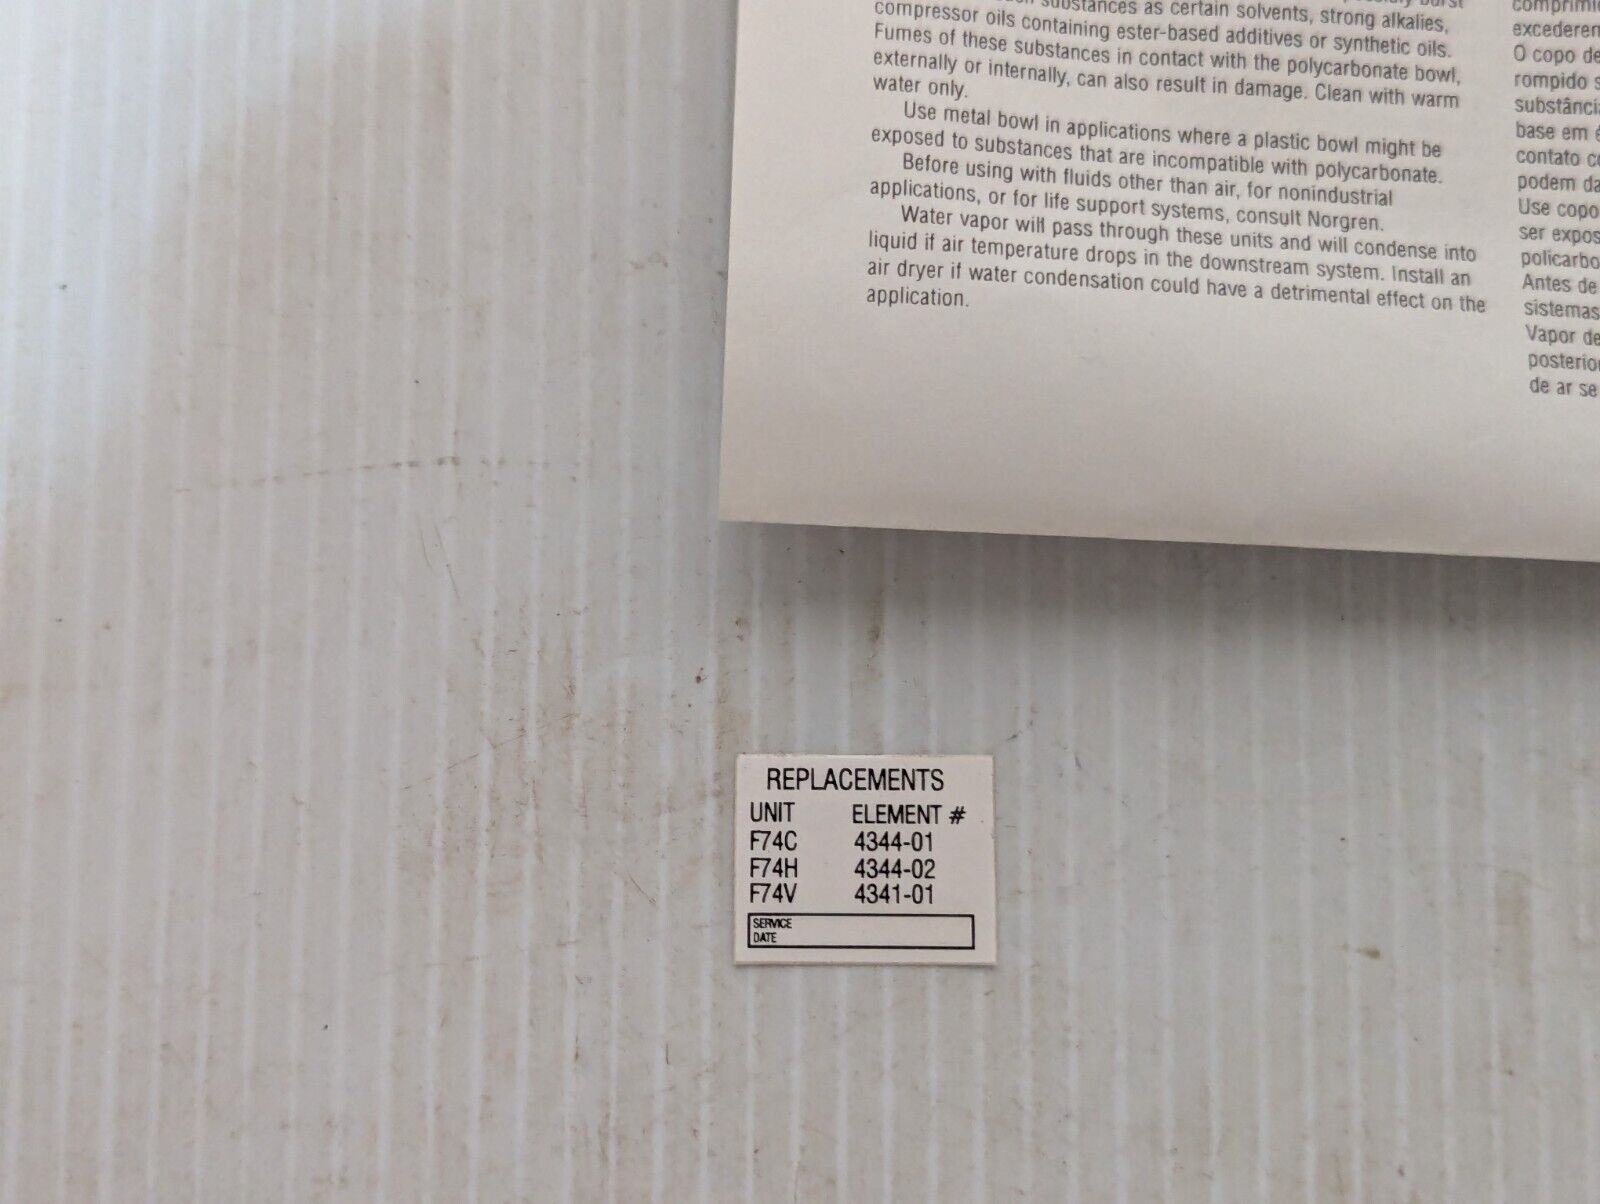 substances as certain solvents, strong alkalies,
compressor oils containing ester-based additives or synthetic oils.
Fumes of these substances in contact with the polycarbonate bowl,
externally or internally, can also result in damage. Clean with warm
water only.
Use metal bowl in applications where a plastic bowl might be
exposed to substances that are incompatible with polycarbonate.
Before using with fluids other than air, for nonindustrial
applications, or for life support systems, consult Norgren.
Water vapor will pass through these units and will condense into
liquid if air temperature drops in the downstream system. Install an
air dryer if water condensation could have a detrimental effect on the
application.
O copo de
rompido
base em
contato
podem
Use copo
ser
Antes de
sistemas
Vapor de
de ar se
REPLACEMENTS
UNIT ELEMENT #
F74C 4344-01
F74H 4344-02
F74V 4341-01
SERVICE
DATE